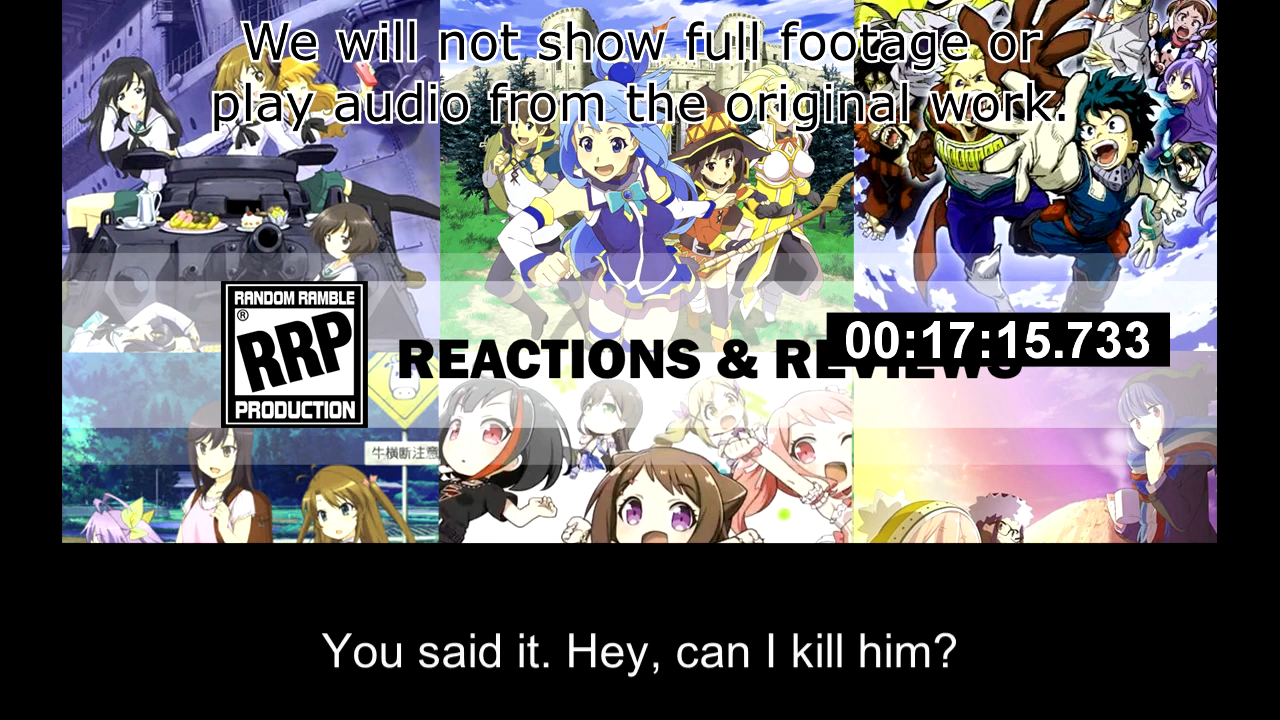 We will not show full footage or
play audio from the original work.
RANDOM RAMBLE
®
RRP
PRODUCTION
REACTIONS & REVIEWS
00:17:15.733
牛横断注意
You said it. Hey, can I kill him?